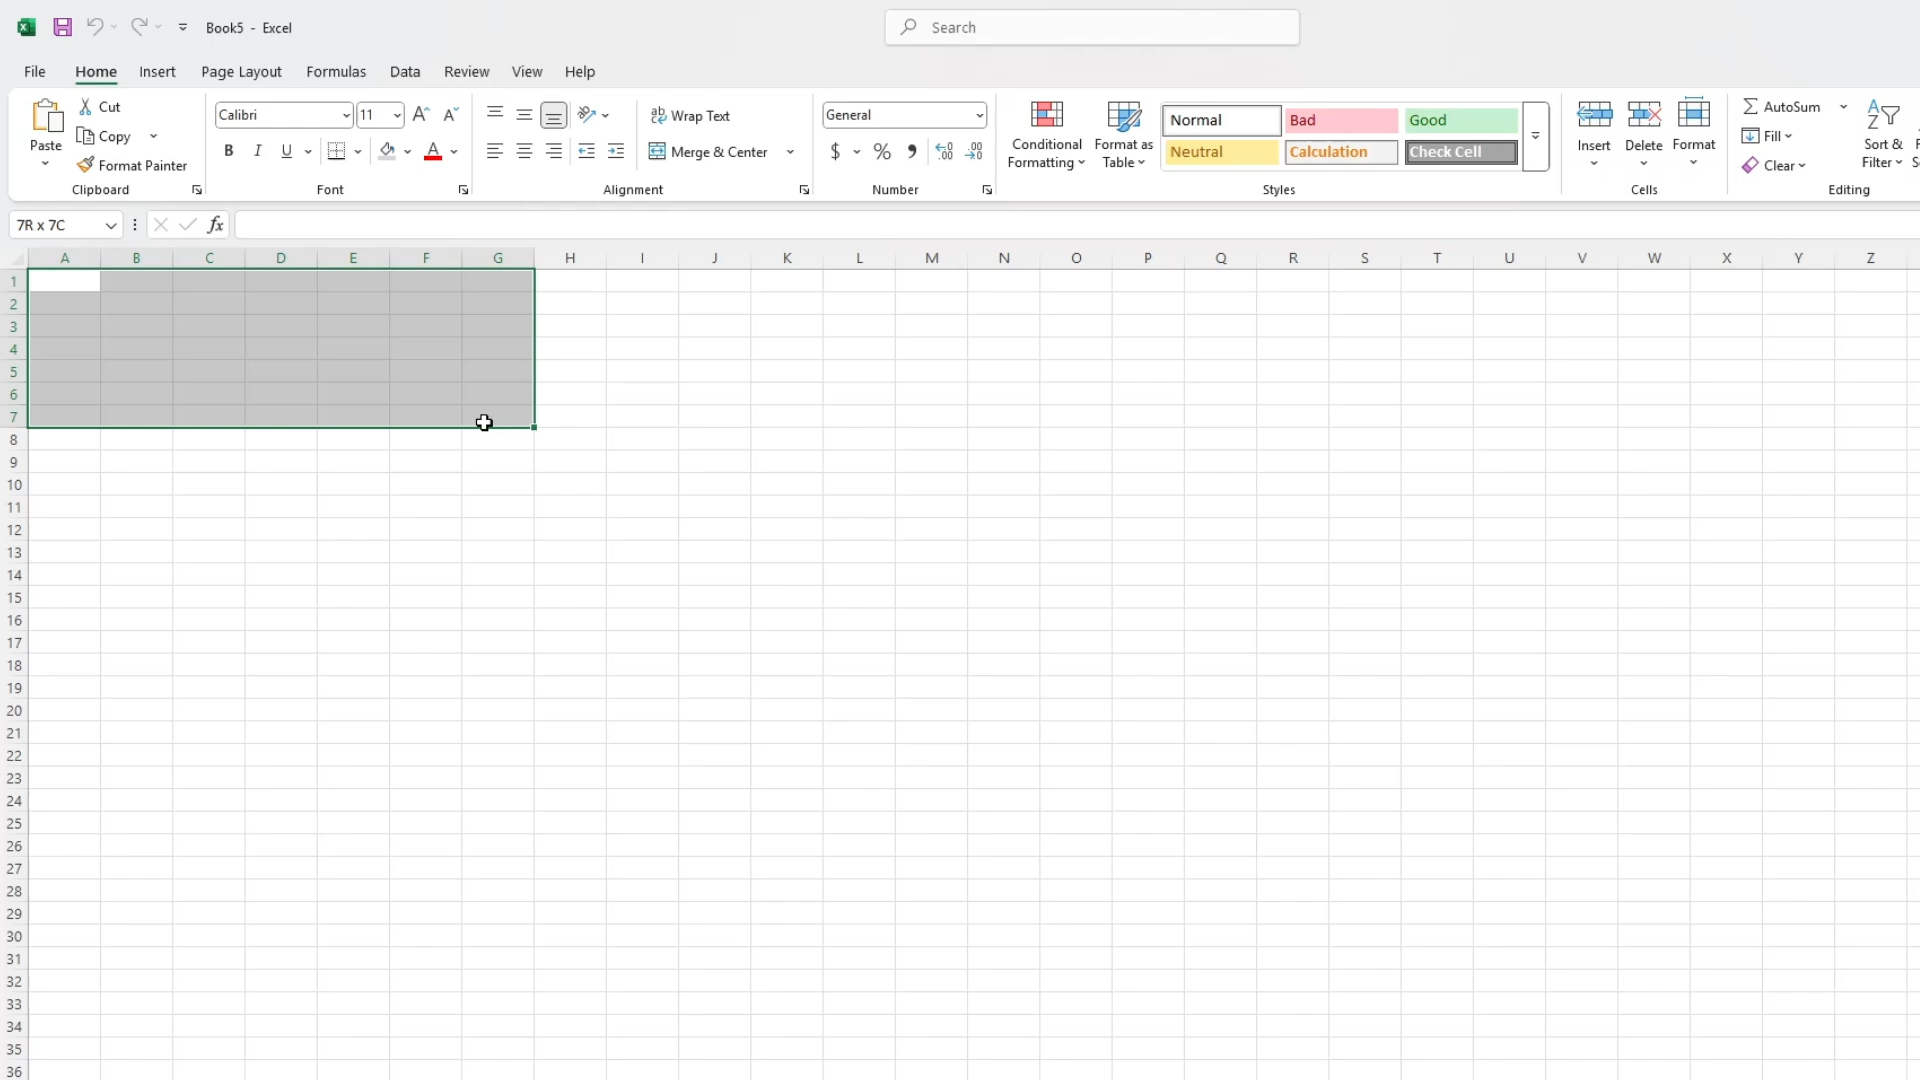 Book5 - Excel
Search
File Home Insert Page Layout Formulas Data Review View Help
Paste
Cut
Copy
Format Painter
Clipboard
Calibri 11
B I U
Font
Wrap Text
Merge & Center
Alignment
General
$ % 9
Number
Conditional Formatting
Format as Table
Normal Bad Good
Neutral Calculation Check Cell
Styles
Insert Delete Format
Cells
AutoSum
Fill
Clear
Sort & Filter
Editing
7R x 7C
fx
A B C D E F G H I J K L M N O P Q R S T U V W X Y Z
1
2
3
4
5
6
7
8
9
10
11
12
13
14
15
16
17
18
19
20
21
22
23
24
25
26
27
28
29
30
31
32
33
34
35
36